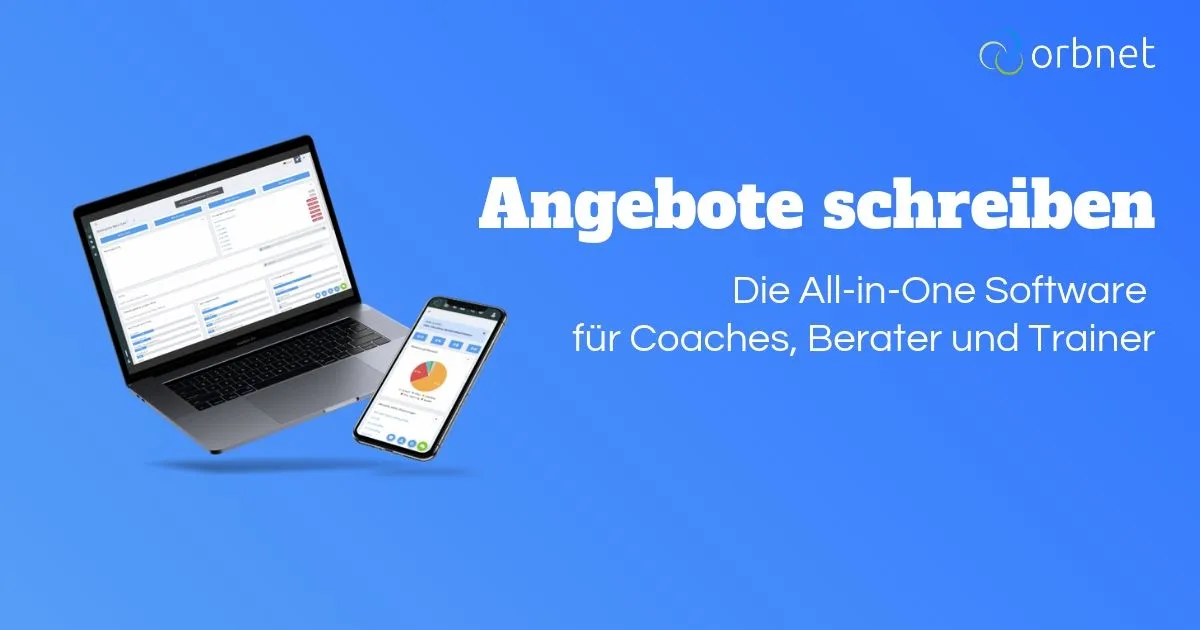 orbnet
Angebote schreiben
Die All-in-One Software
für Coaches, Berater und Trainer